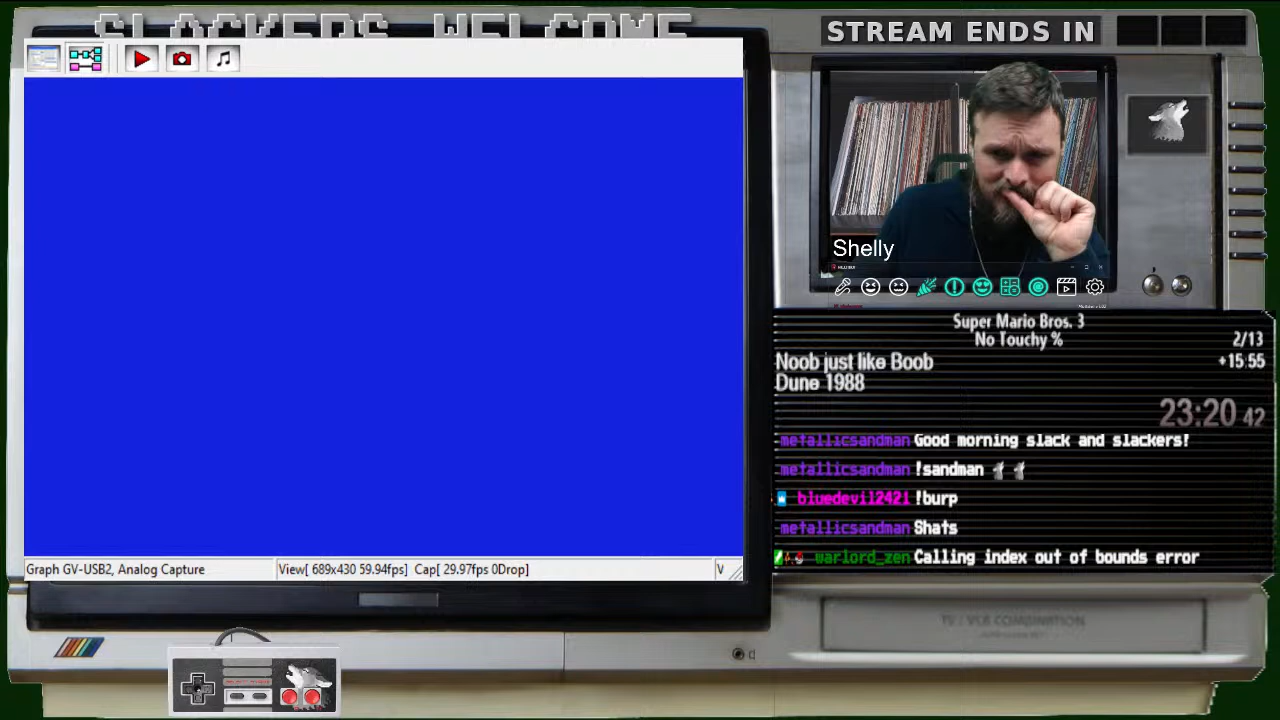 SLACKERS WELCOME
STREAM ENDS IN
Shelly
Super Mario Bros. 3
No Touchy %
2/13
Noob just like Boob
+15:55
Dune 1988
23:20 42
metallicsandman Good morning slack and slackers!
metallicsandman !sandman
bluedevil2421 !burp
metallicsandman Shats
warlord_zen Calling index out of bounds error
Graph GV-USB2, Analog Capture
View[ 689x430 59.94fps] Cap[ 29.97fps 0Drop]
TV / VCR COMBINATION